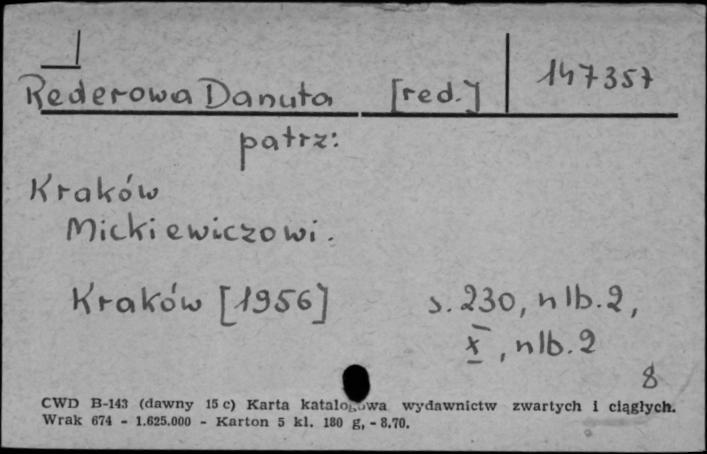 Rederowa Danuta [red.] 147357
patrz:
Kraków
Mickiewiczowi.
Kraków [1956] s. 230, nlb. 2,
X, nlb. 2
8
CWD B-143 (dawny 15 c) Karta katalogowa wydawnictw zwartych i ciągłych.
Wrak 674 - 1.625.000 - Karton 5 kl. 180 g, - 8.70.